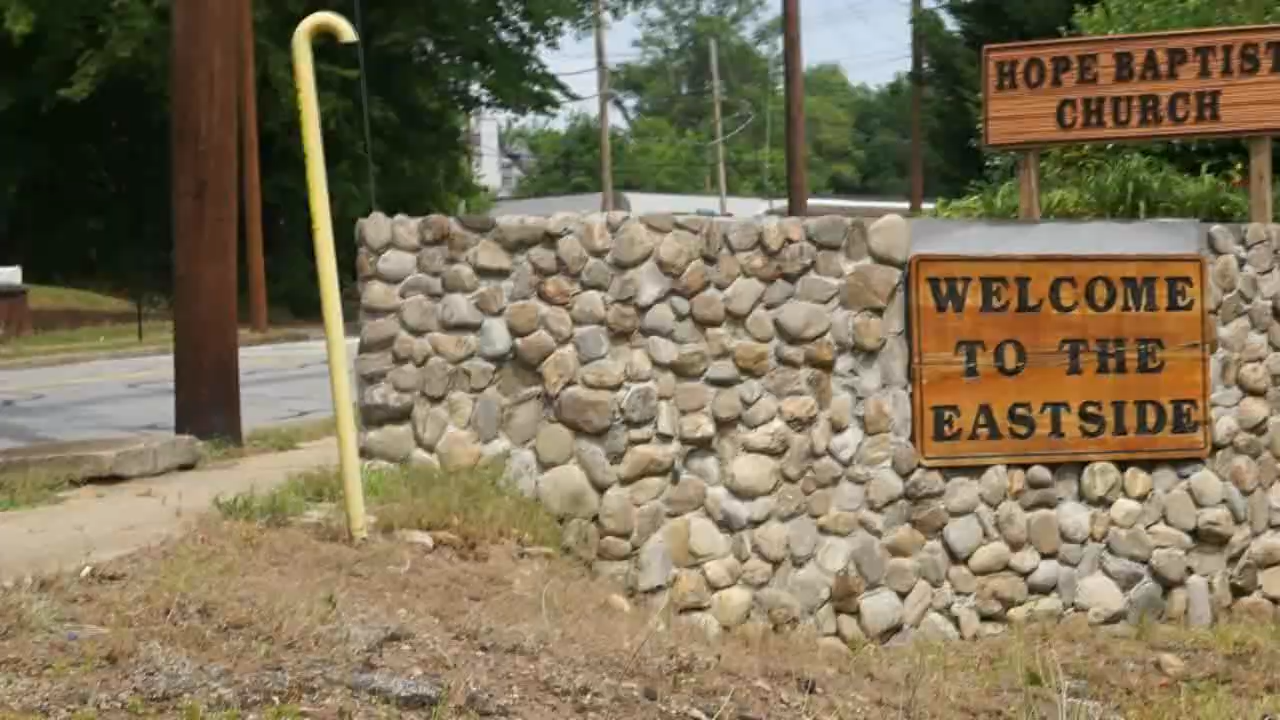 HOPE BAPTIST
CHURCH
WELCOME
TO THE
EASTSIDE